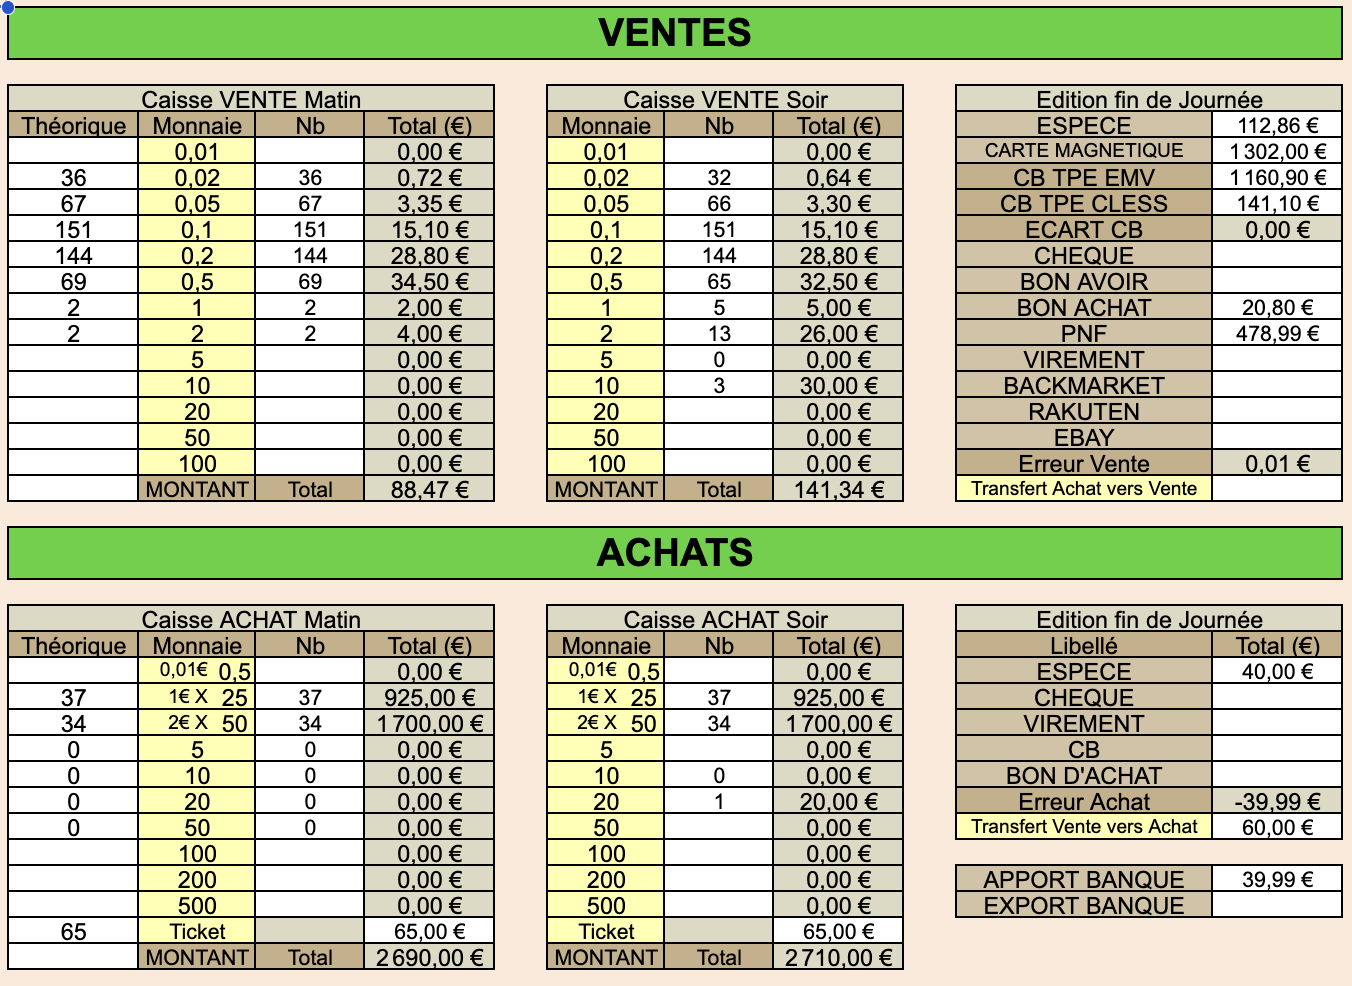 VENTES
Caisse VENTE Matin
Théorique Monnaie Nb Total (€)
0,01 0,00 €
36 0,02 36 0,72 €
67 0,05 67 3,35 €
151 0,1 151 15,10 €
144 0,2 144 28,80 €
69 0,5 69 34,50 €
2 1 2 2,00 €
2 2 2 4,00 €
5 0,00 €
10 0,00 €
20 0,00 €
50 0,00 €
100 0,00 €
MONTANT Total 88,47 €
Caisse VENTE Soir
Monnaie Nb Total (€)
0,01 0,00 €
0,02 32 0,64 €
0,05 66 3,30 €
0,1 151 15,10 €
0,2 144 28,80 €
0,5 65 32,50 €
1 5 5,00 €
2 13 26,00 €
5 0 0,00 €
10 3 30,00 €
20 0,00 €
50 0,00 €
100 0,00 €
MONTANT Total 141,34 €
Edition fin de Journée
ESPECE 112,86 €
CARTE MAGNETIQUE 1 302,00 €
CB TPE EMV 1 160,90 €
CB TPE CLESS 141,10 €
ECART CB 0,00 €
CHEQUE
BON AVOIR
BON ACHAT 20,80 €
PNF 478,99 €
VIREMENT
BACKMARKET
RAKUTEN
EBAY
Erreur Vente 0,01 €
Transfert Achat vers Vente
ACHATS
Caisse ACHAT Matin
Théorique Monnaie Nb Total (€)
0,01€ 0,5 0,00 €
37 1€ X 25 37 925,00 €
34 2€ X 50 34 1 700,00 €
0 5 0 0,00 €
0 10 0 0,00 €
0 20 0 0,00 €
0 50 0 0,00 €
100 0,00 €
200 0,00 €
500 0,00 €
65 Ticket 65,00 €
MONTANT Total 2 690,00 €
Caisse ACHAT Soir
Monnaie Nb Total (€)
0,01€ 0,5 0,00 €
1€ X 25 37 925,00 €
2€ X 50 34 1 700,00 €
5 0,00 €
10 0 0,00 €
20 1 20,00 €
50 0,00 €
100 0,00 €
200 0,00 €
500 0,00 €
Ticket 65,00 €
MONTANT Total 2 710,00 €
Edition fin de Journée
Libellé Total (€)
ESPECE 40,00 €
CHEQUE
VIREMENT
CB
BON D'ACHAT
Erreur Achat -39,99 €
Transfert Vente vers Achat 60,00 €
APPORT BANQUE 39,99 €
EXPORT BANQUE